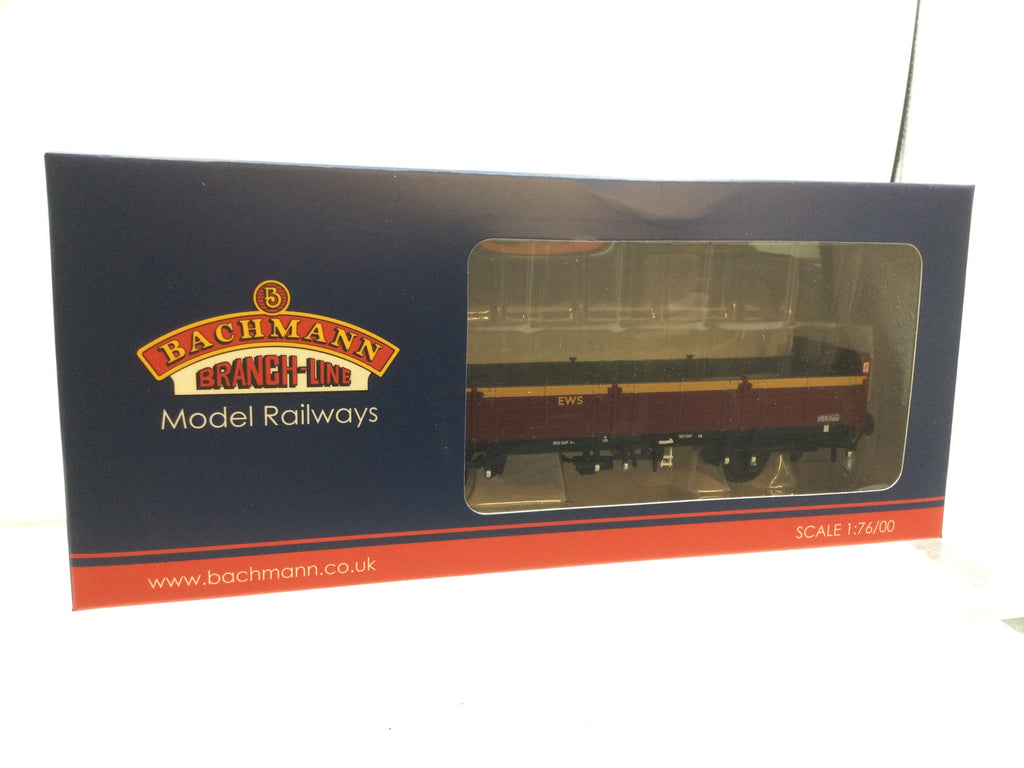 B
BACHMANN
BRANCH-LINE
Model Railways
EWS
SCALE 1:76/00
www.bachmann.co.uk